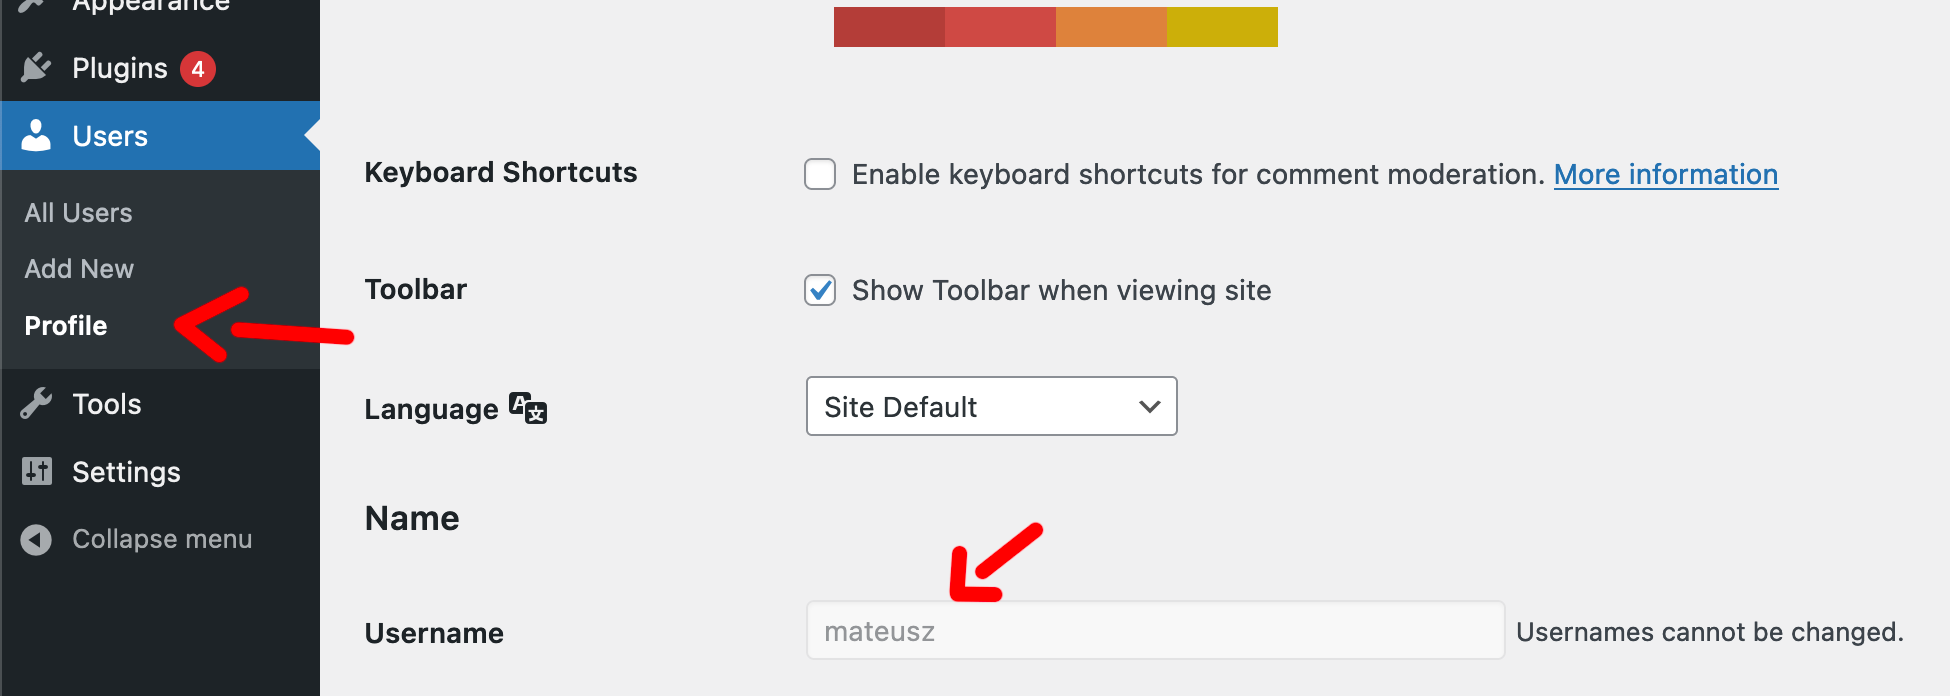 Appearance
Plugins 4
Users
All Users
Add New
Profile
Tools
Settings
Collapse menu
Keyboard Shortcuts
Enable keyboard shortcuts for comment moderation. More information
Toolbar
Show Toolbar when viewing site
Language
Site Default
Name
Username
mateusz
Usernames cannot be changed.